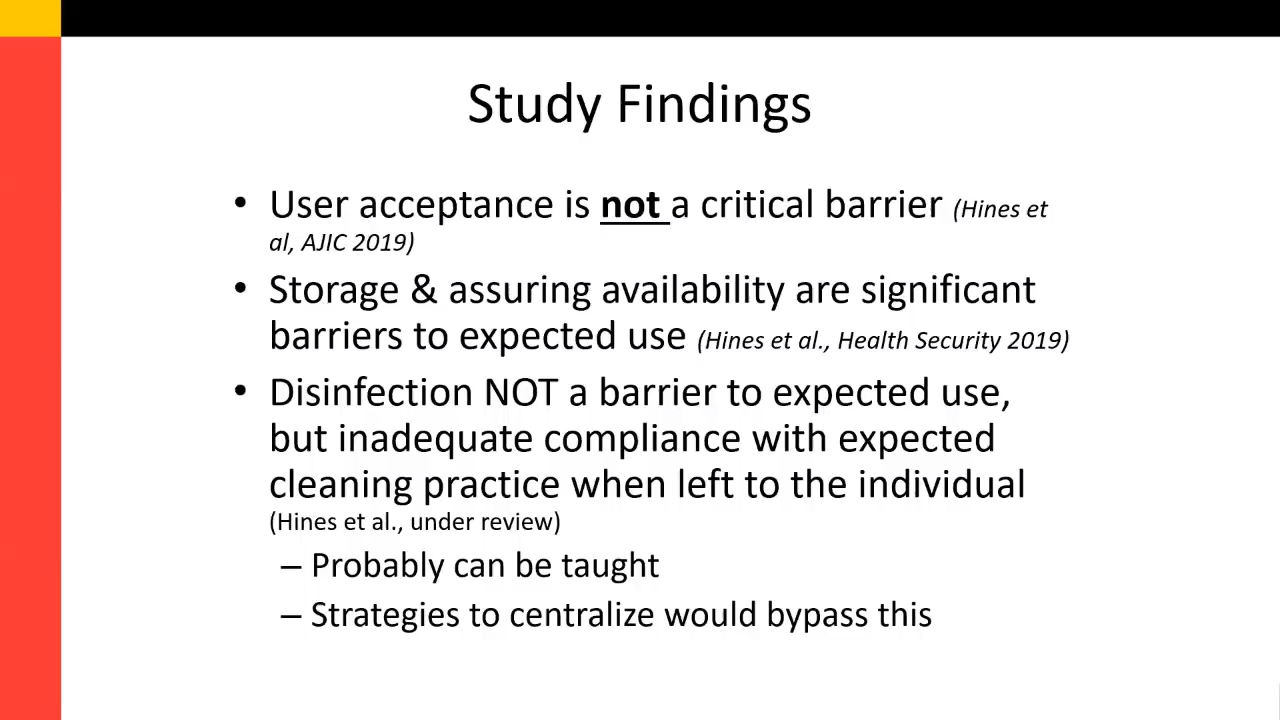 Study Findings
• User acceptance is not a critical barrier (Hines et
al, AJIC 2019)
• Storage & assuring availability are significant
barriers to expected use (Hines et al., Health Security 2019)
• Disinfection NOT a barrier to expected use,
but inadequate compliance with expected
cleaning practice when left to the individual
(Hines et al., under review)
– Probably can be taught
– Strategies to centralize would bypass this